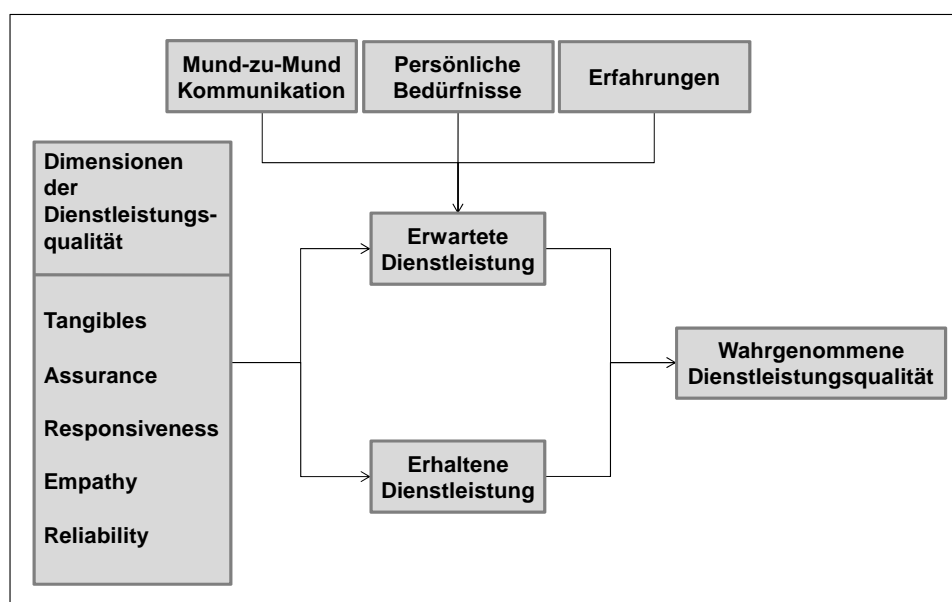 Mund-zu-Mund
Kommunikation
Persönliche
Bedürfnisse
Erfahrungen
Dimensionen
der
Dienstleistungs-
qualität
Tangibles
Assurance
Responsiveness
Empathy
Reliability
Erwartete
Dienstleistung
Erhaltene
Dienstleistung
Wahrgenommene
Dienstleistungsqualität